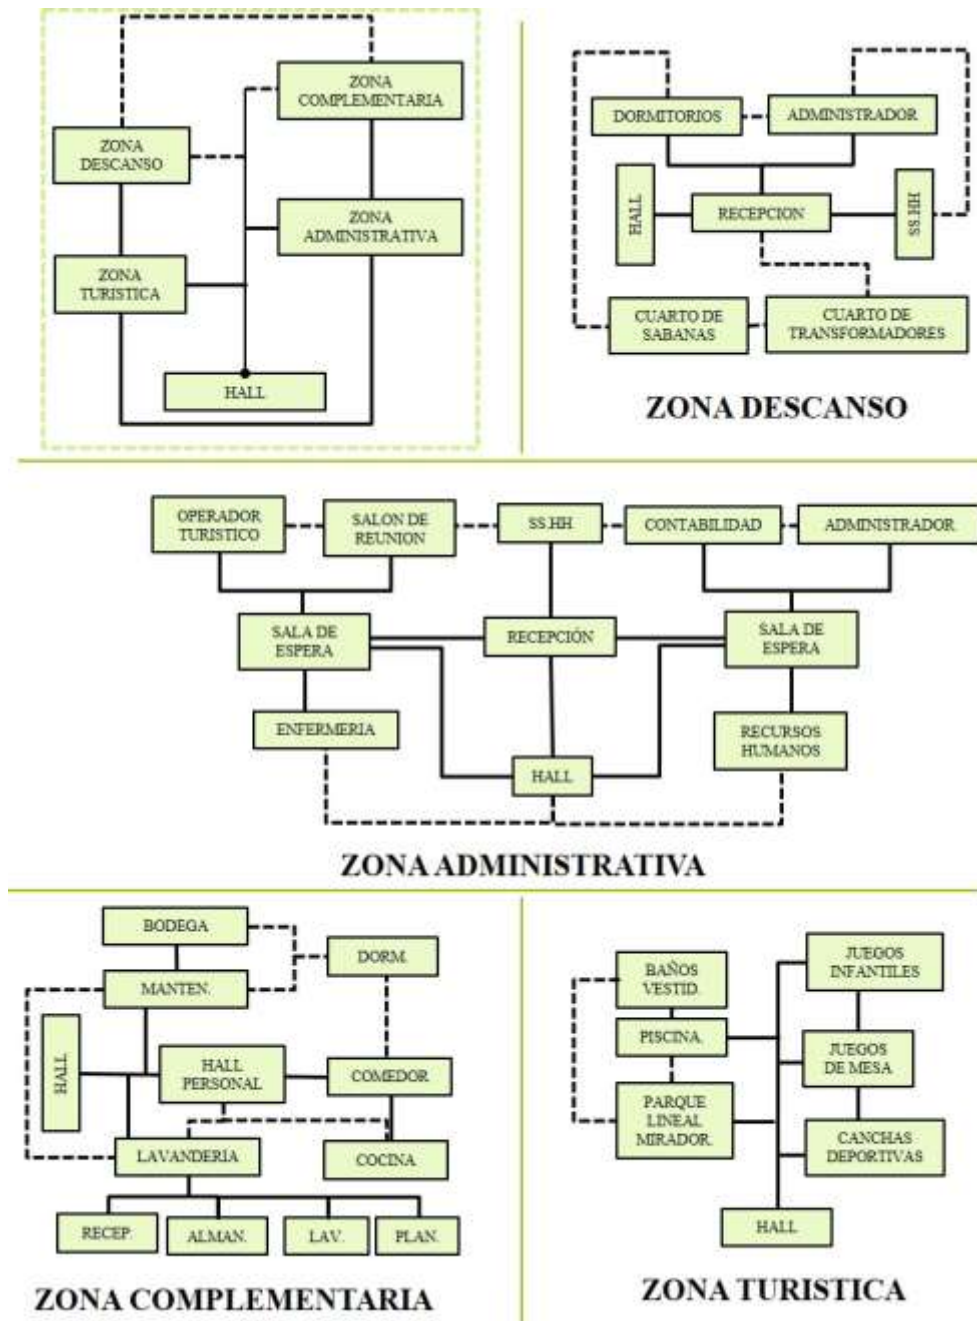 ZONA
COMPLEMENTARIA
ZONA
DESCANSO
ZONA
ADMINISTRATIVA
ZONA
TURISTICA
HALL
DORMITORIOS
ADMINISTRADOR
HALL
RECEPCION
SS.HH
CUARTO DE
SABANAS
CUARTO DE
TRANSFORMADORES
ZONA DESCANSO
OPERADOR
TURISTICO
SALON DE
REUNION
SS.HH
CONTABILIDAD
ADMINISTRADOR
SALA DE
ESPERA
RECEPCIÓN
SALA DE
ESPERA
ENFERMERIA
RECURSOS
HUMANOS
HALL
ZONA ADMINISTRATIVA
BODEGA
DORM.
MANTEN.
HALL
HALL
PERSONAL
COMEDOR
LAVANDERÍA
COCINA
RECEP.
ALMAN.
LAV.
PLAN.
ZONA COMPLEMENTARIA
BAÑOS
VESTID.
JUEGOS
INFANTILES
PISCINA.
JUEGOS
DE MESA
PARQUE
LINEAL
MIRADOR.
CANCHAS
DEPORTIVAS
HALL
ZONA TURISTICA